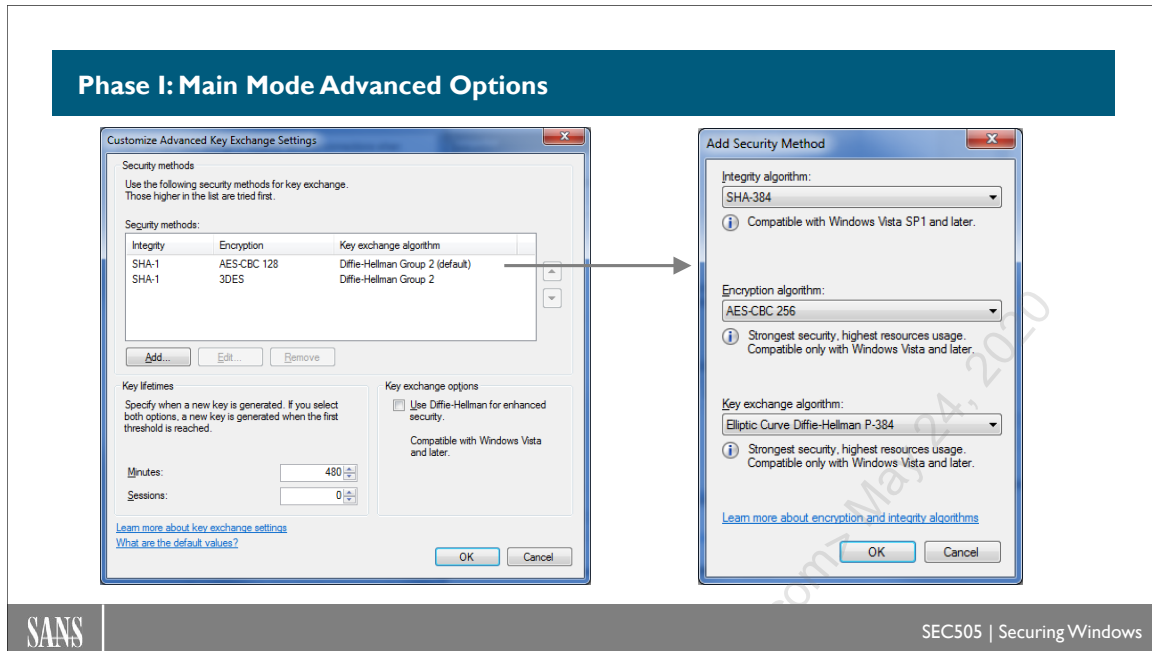 Phase I: Main Mode Advanced Options
Customize Advanced Key Exchange Settings
Security methods
Use the following security methods for key exchange.
Those higher in the list are tried first.
Security methods:
Integrity Encryption Key exchange algorithm
SHA-1 AES-CBC 128 Diffie-Hellman Group 2 (default)
SHA-1 3DES Diffie-Hellman Group 2
Add... Edit... Remove
Key lifetimes
Specify when a new key is generated. If you select
both options, a new key is generated when the first
threshold is reached.
Minutes: 480
Sessions: 0
Key exchange options
Use Diffie-Hellman for enhanced
security.
Compatible with Windows Vista
and later.
Learn more about key exchange settings
What are the default values?
OK Cancel
Add Security Method
Integrity algorithm:
SHA-384
Compatible with Windows Vista SP1 and later.
Encryption algorithm:
AES-CBC 256
Strongest security, highest resources usage.
Compatible only with Windows Vista and later.
Key exchange algorithm:
Elliptic Curve Diffie-Hellman P-384
Strongest security, highest resources usage.
Compatible only with Windows Vista and later.
Learn more about encryption and integrity algorithms
OK Cancel
May 24, 2020
SANS
SEC505 | Securing Windows